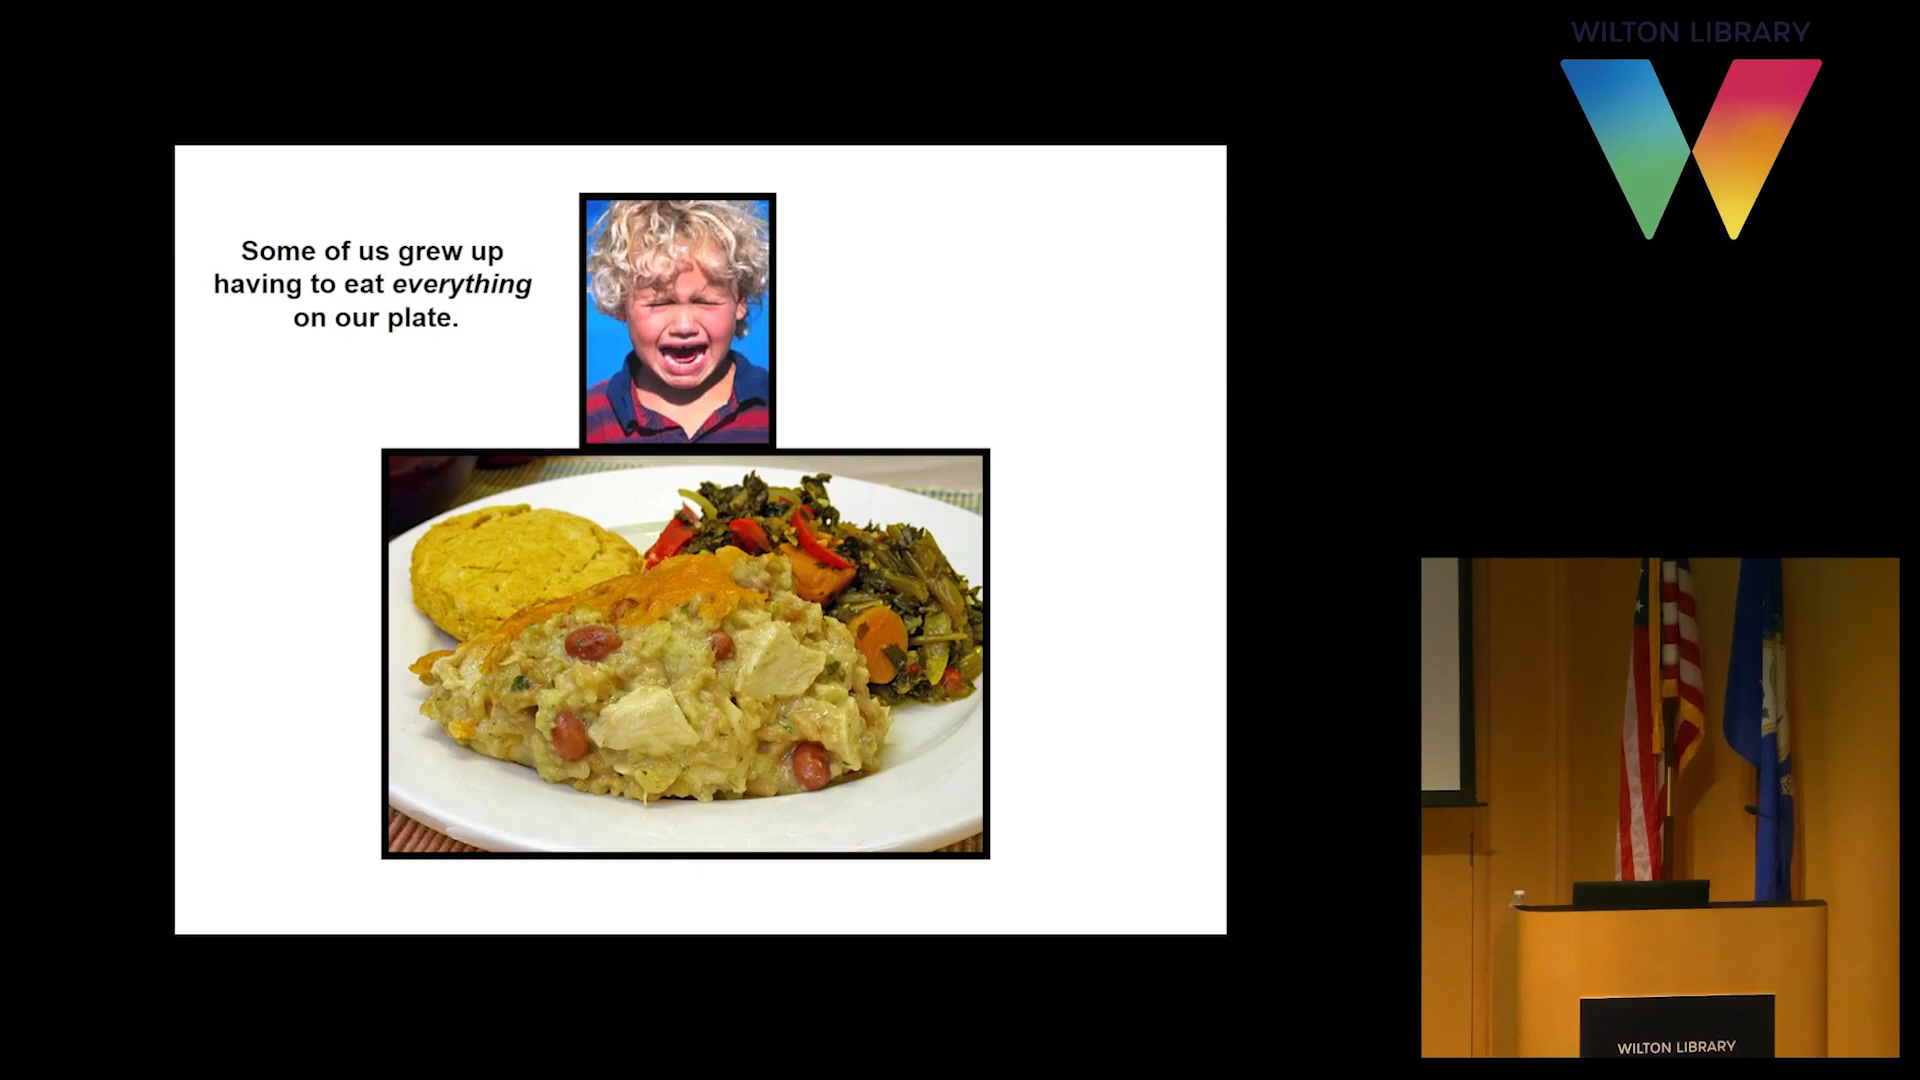 WILTON LIBRARY
Some of us grew up
having to eat everything
on our plate.
WILTON LIBRARY